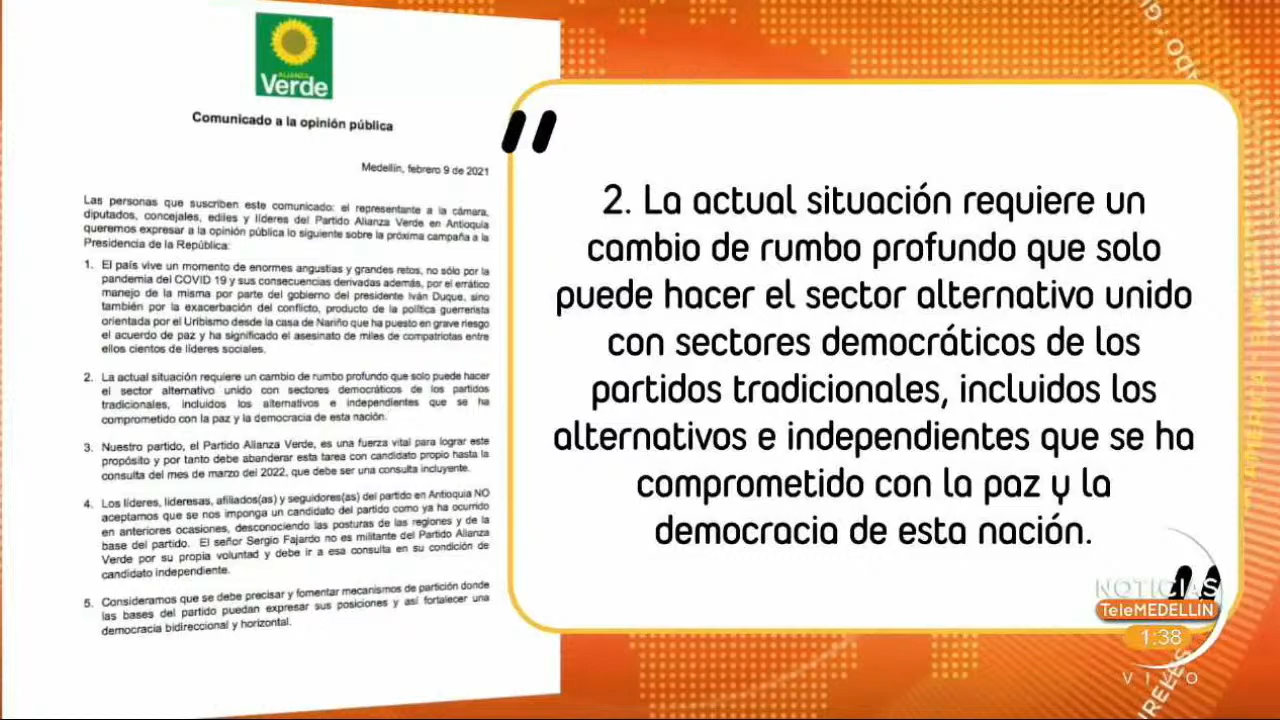 ALIANZA
Verde
Comunicado a la opinión pública
Medellín, febrero 9 de 2021
Las personas que suscriben este comunicado: el representante a la cámara,
diputados, concejales, ediles y líderes del Partido Alianza Verde en Antioquia
queremos expresar a la opinión pública lo siguiente sobre la próxima campaña a la
Presidencia de la República:
1. El país vive un momento de enormes angustias y grandes retos, no sólo por la
pandemia del COVID 19 y sus consecuencias derivadas además, por el errático
manejo de la misma por parte del gobierno del presidente Iván Duque, sino
también por la exacerbación del conflicto, producto de la política guerrerista
orientada por el Uribismo desde la casa de Nariño que ha puesto en grave riesgo
el acuerdo de paz y ha significado el asesinato de miles de compatriotas entre
ellos cientos de líderes sociales.
2. La actual situación requiere un cambio de rumbo profundo que solo puede hacer
el sector alternativo unido con sectores democráticos de los partidos
tradicionales, incluidos los alternativos e independientes que se ha
comprometido con la paz y la democracia de esta nación.
3. Nuestro partido, el Partido Alianza Verde, es una fuerza vital para lograr este
propósito y por tanto debe abanderar esta tarea con candidato propio hasta la
consulta del mes de marzo del 2022, que debe ser una consulta incluyente.
4. Los líderes, lideresas, afiliados(as) y seguidores(as) del partido en Antioquia NO
aceptamos que se nos imponga un candidato del partido como ya ha ocurrido
en anteriores ocasiones, desconociendo las posturas de las regiones y de la
base del partido. El señor Sergio Fajardo no es militante del Partido Alianza
Verde por su propia voluntad y debe ir a esa consulta en su condición de
candidato independiente.
5. Consideramos que se debe precisar y fomentar mecanismos de partición donde
las bases del partido puedan expresar sus posiciones y así fortalecer una
democracia bidireccional y horizontal.
"
2. La actual situación requiere un
cambio de rumbo profundo que solo
puede hacer el sector alternativo unido
con sectores democráticos de los
partidos tradicionales, incluidos los
alternativos e independientes que se ha
comprometido con la paz y la
democracia de esta nación.
"
NOTICIAS
TeleMEDELLÍN
1:38
VIVO